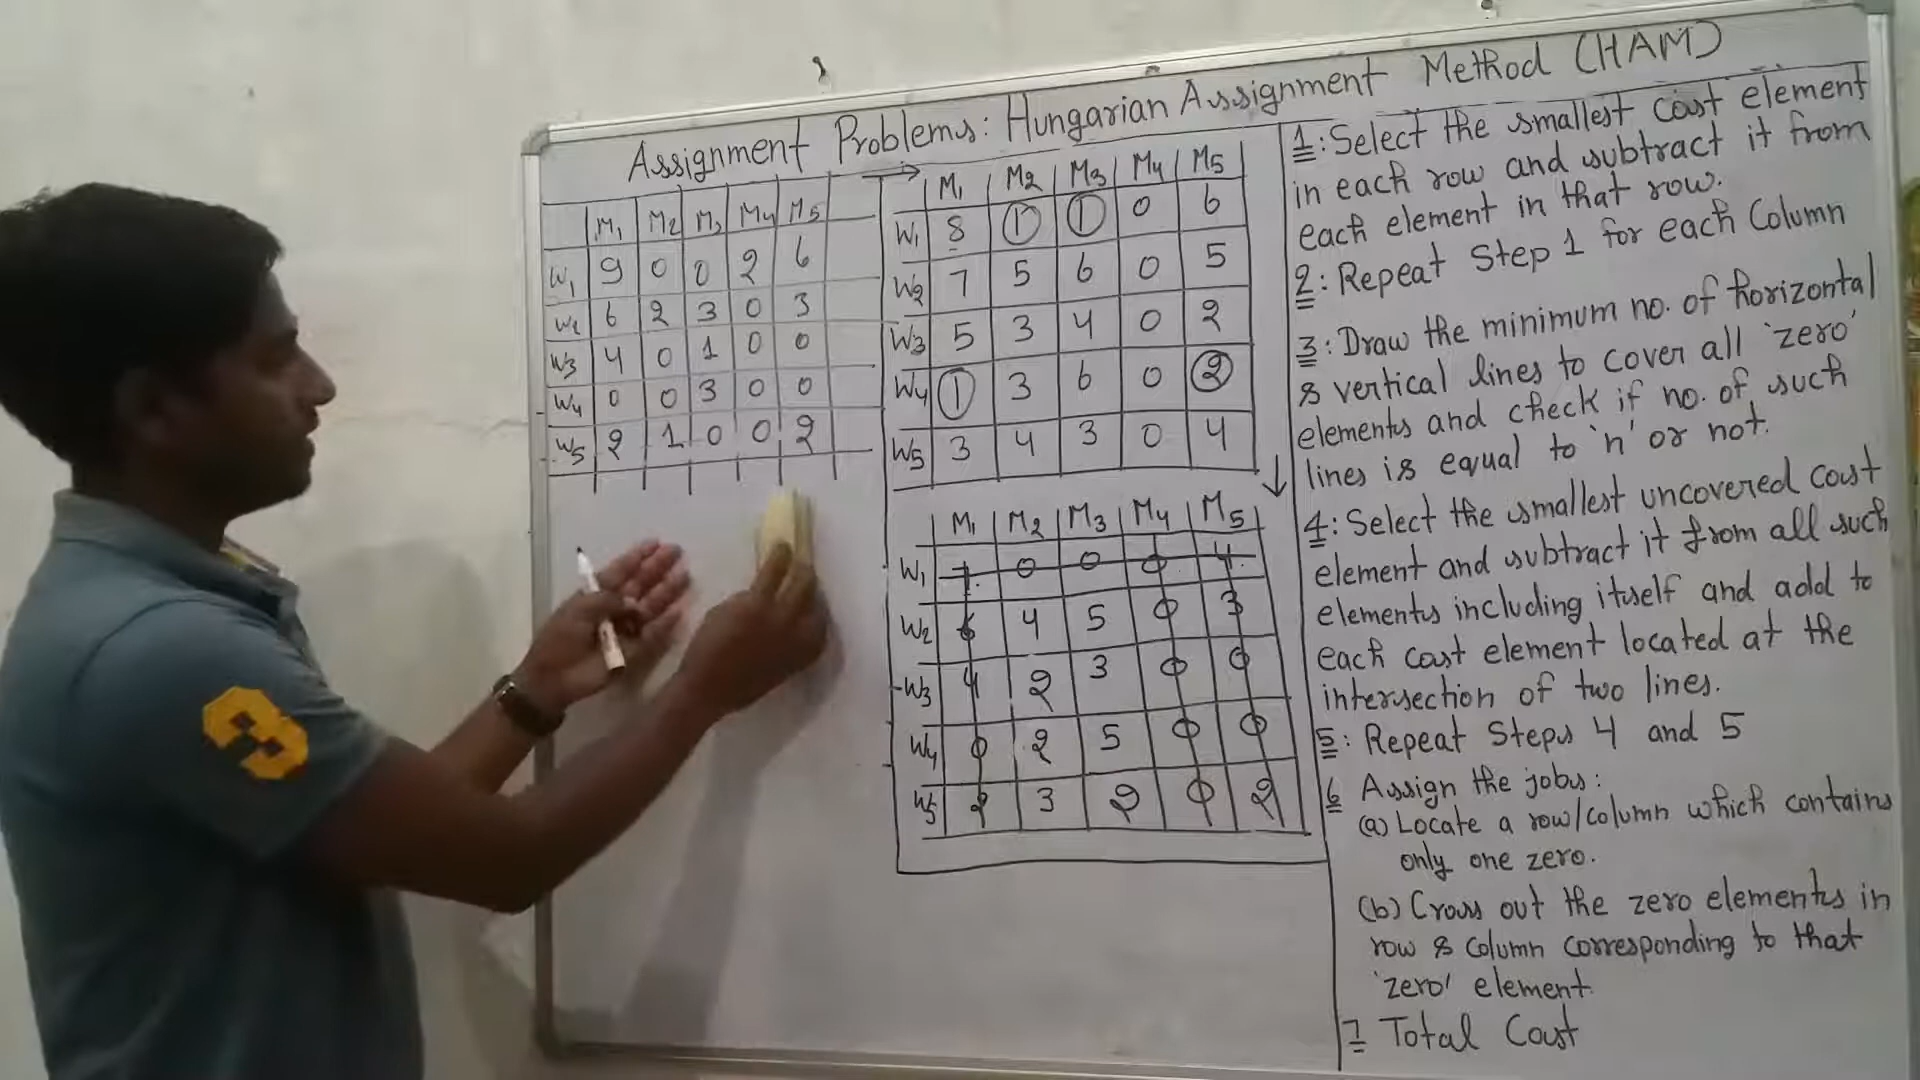 Assignment Problems: Hungarian Assignment Method (HAM)
M1 M2 M3 M4 M5
W1 9 0 0 2 6
W2 6 2 3 0 3
W3 4 0 1 0 0
W4 0 0 3 0 0
W5 2 1 0 0 2
M1 M2 M3 M4 M5
W1 8 1 1 0 6
W2 7 5 6 0 5
W3 5 3 4 0 2
W4 1 3 6 0 2
W5 3 4 3 0 4
M1 M2 M3 M4 M5
W1 7 0 0 0 4
W2 6 4 5 0 3
W3 4 2 3 0 0
W4 0 2 5 0 0
W5 2 3 2 0 2
1: Select the smallest cost element
in each row and subtract it from
each element in that row.
2: Repeat Step 1 for each Column
3: Draw the minimum no. of horizontal
& vertical lines to cover all 'zero'
elements and check if no. of such
lines is equal to 'n' or not.
4: Select the smallest uncovered cost
element and subtract it from all such
elements including itself and add to
each cost element located at the
intersection of two lines.
5: Repeat Steps 4 and 5
6 Assign the jobs:
(a) Locate a row/column which contains
only one zero.
(b) Cross out the zero elements in
row & column corresponding to that
'zero' element.
7 Total Cost
3